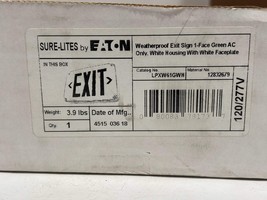 SURE-LITES by EATON
Weatherproof Exit Sign 1-Face Green AC
Only, White Housing With White Faceplate
IN THIS BOX
EXIT
Catalog No.
Material No.
LPXW61GWH
12832679
Weight: 3.9 lbs
Date of Mfg.
Qty. 1
4515 036 18
120/277V